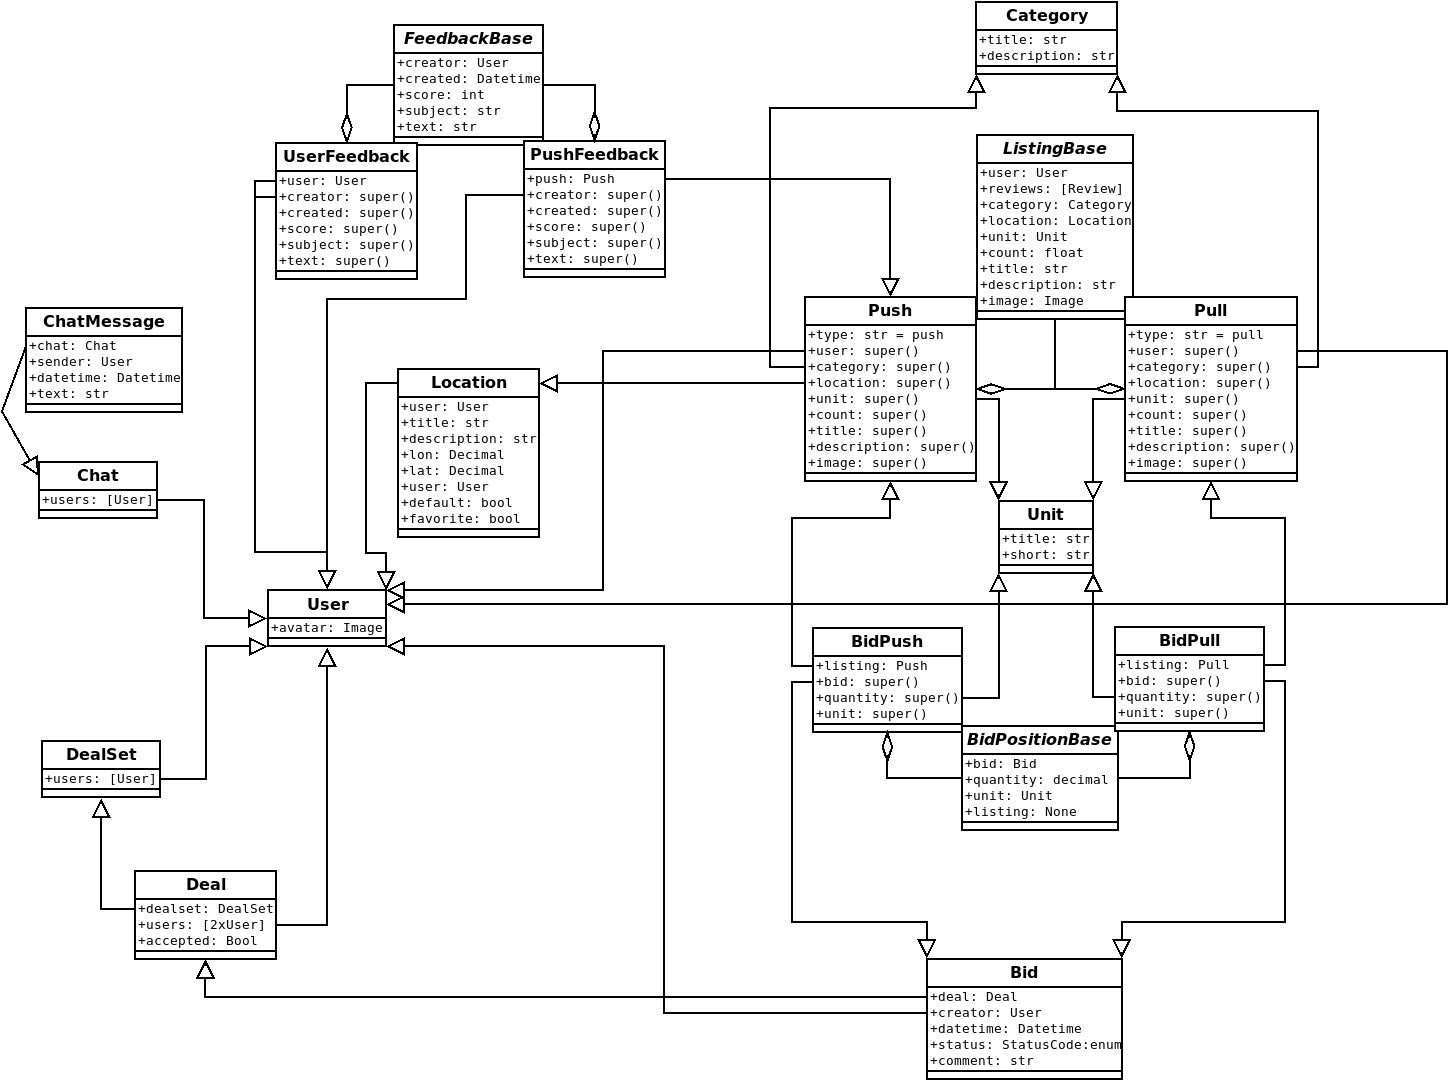 Category
+title: str
+description: str
FeedbackBase
+creator: User
+created: Datetime
+score: int
+subject: str
+text: str
UserFeedback
+user: User
+creator: super()
+created: super()
+score: super()
+subject: super()
+text: super()
PushFeedback
+push: Push
+creator: super()
+created: super()
+score: super()
+subject: super()
+text: super()
ListingBase
+user: User
+reviews: [Review]
+category: Category
+location: Location
+unit: Unit
+count: float
+title: str
+description: str
+image: Image
Push
+type: str = push
+user: super()
+category: super()
+location: super()
+unit: super()
+count: super()
+title: super()
+description: super()
+image: super()
Pull
+type: str = pull
+user: super()
+category: super()
+location: super()
+unit: super()
+count: super()
+title: super()
+description: super()
+image: super()
ChatMessage
+chat: Chat
+sender: User
+datetime: Datetime
+text: str
Location
+user: User
+title: str
+description: str
+lon: Decimal
+lat: Decimal
+user: User
+default: bool
+favorite: bool
Chat
+users: [User]
Unit
+title: str
+short: str
User
+avatar: Image
BidPush
+listing: Push
+bid: super()
+quantity: super()
+unit: super()
BidPull
+listing: Pull
+bid: super()
+quantity: super()
+unit: super()
BidPositionBase
+bid: Bid
+quantity: decimal
+unit: Unit
+listing: None
DealSet
+users: [User]
Deal
+dealset: DealSet
+users: [2xUser]
+accepted: Bool
Bid
+deal: Deal
+creator: User
+datetime: Datetime
+status: StatusCode:enum
+comment: str